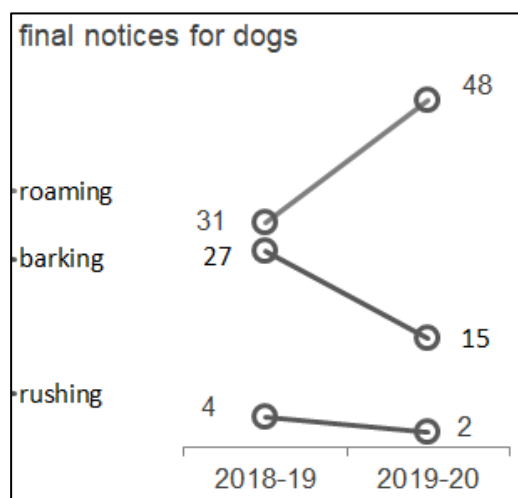 final notices for dogs
48
roaming
31
barking
27
15
rushing
4
2
2018-19
2019-20